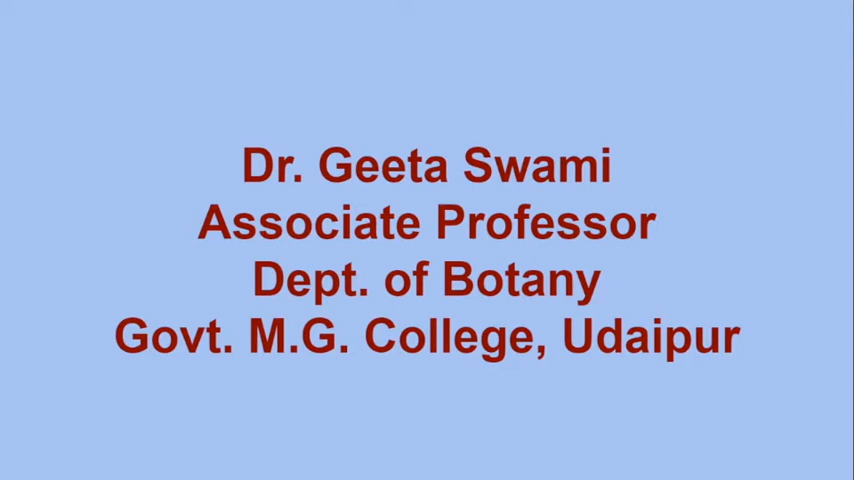 Dr. Geeta Swami
Associate Professor
Dept. of Botany
Govt. M.G. College, Udaipur